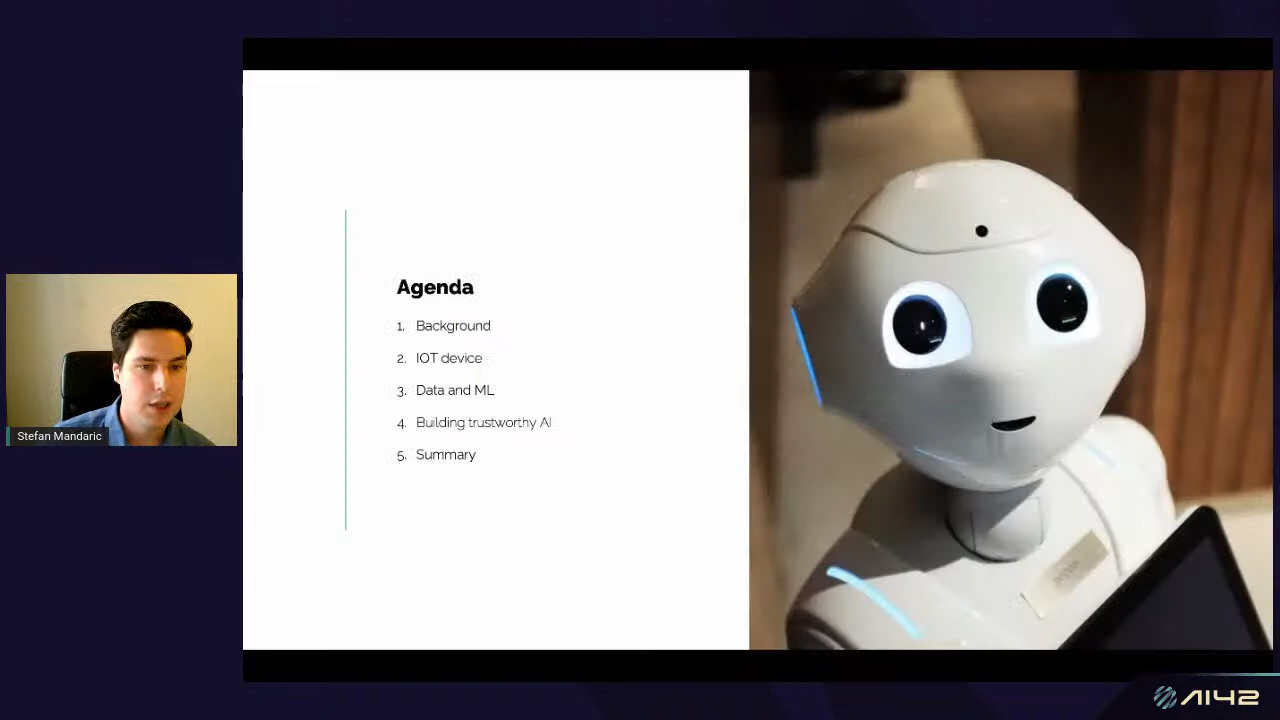 Agenda
1. Background
2. IOT device
3. Data and ML
4. Building trustworthy AI
5. Summary
Stefan Mandaric
AI42